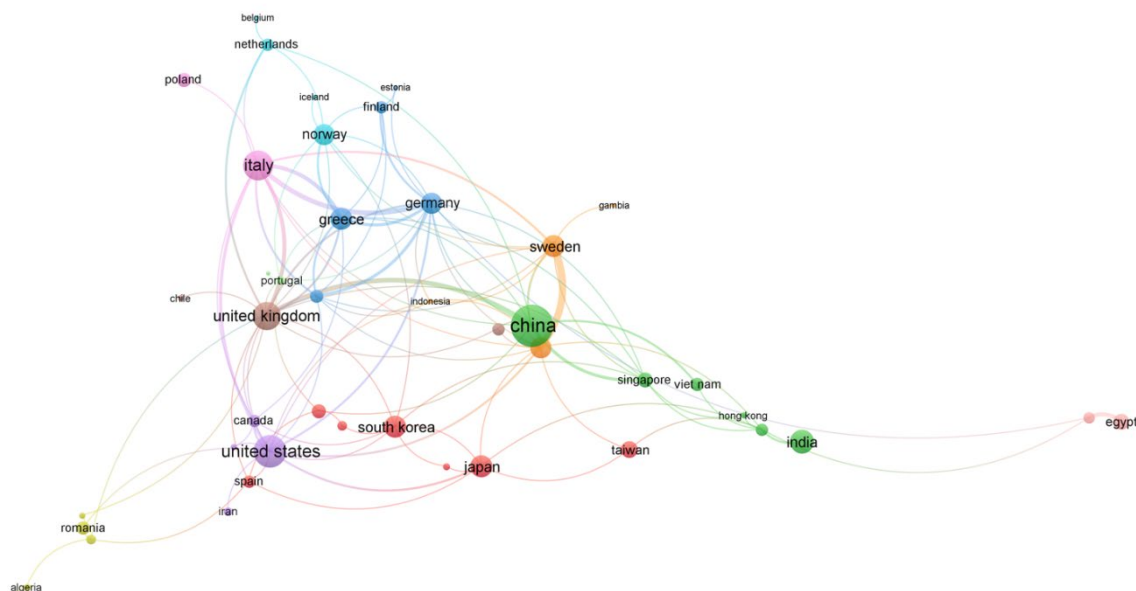 belgium
netherlands
poland
estonia
iceland
finland
norway
italy
germany
gambia
greece
sweden
portugal
chile
indonesia
united kingdom
china
singapore
viet nam
hong kong
canada
south korea
egypt
india
united states
taiwan
japan
spain
iran
romania
algeria